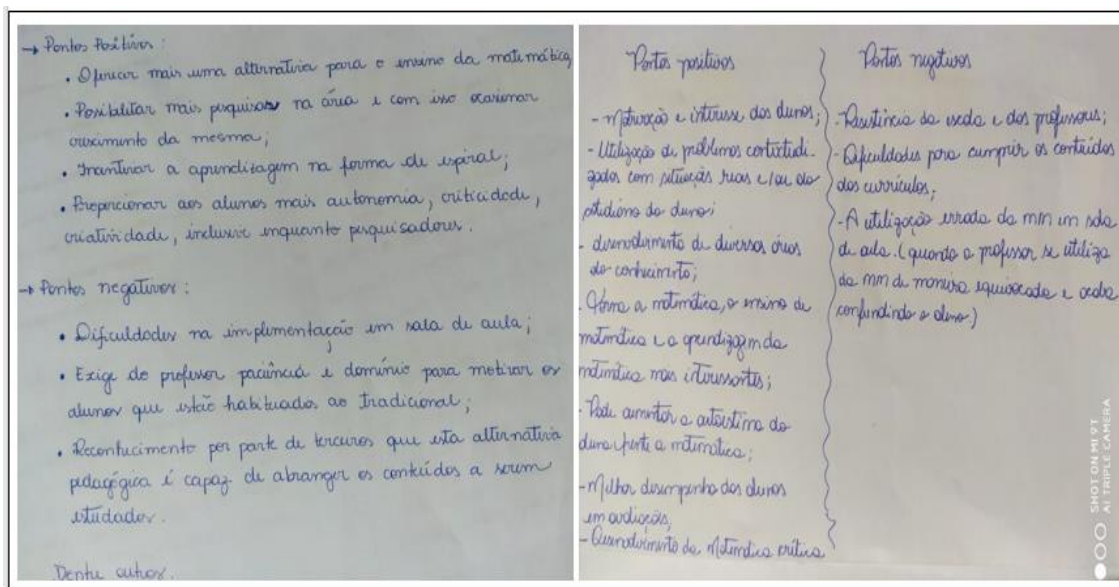 → Pontos Positivos:
• Oferecer mais uma alternativa para o ensino da matemática,
• Possibilitar mais pesquisas na área e com isso ocasionar
crescimento da mesma;
• a aprendizagem na forma de espiral;
• Proporcionar aos alunos mais autonomia, criticidade,
criatividade, inclusive enquanto pesquisadores.
→ Pontos negativos:
• Dificuldades na implementação em sala de aula;
• Exige do professor paciência e domínio para motivar os
alunos que estão habituados ao tradicional;
• Reconhecimento por parte de terceiros que esta alternativa
pedagógica é capaz de abranger os conteúdos a serem
estudados.
Dentre outros.
Pontos positivos
- Motivação e interesse dos alunos;
- Utilização de problemas contextuali-
zados com situações reais e/ou do
cotidiano do aluno;
- desenvolvimento de diversas áreas
do conhecimento;
- Torna a matemática, o ensino de
matemática e a aprendizagem da
matemática mais interessantes;
- Pode aumentar a autoestima do
aluno frente a matemática;
- Melhor desempenho dos alunos
em avaliações;
- Desenvolvimento da Matemática crítica
Pontos negativos
- Resistência da escola e dos professores;
- Dificuldades para cumprir os conteúdos
dos currículos;
- A utilização errada da MM em sala
de aula. (quando o professor se utiliza
da MM de maneira equivocada e acaba
confundindo o aluno)
SHOT ON MI 9T
AI TRIPLE CAMERA